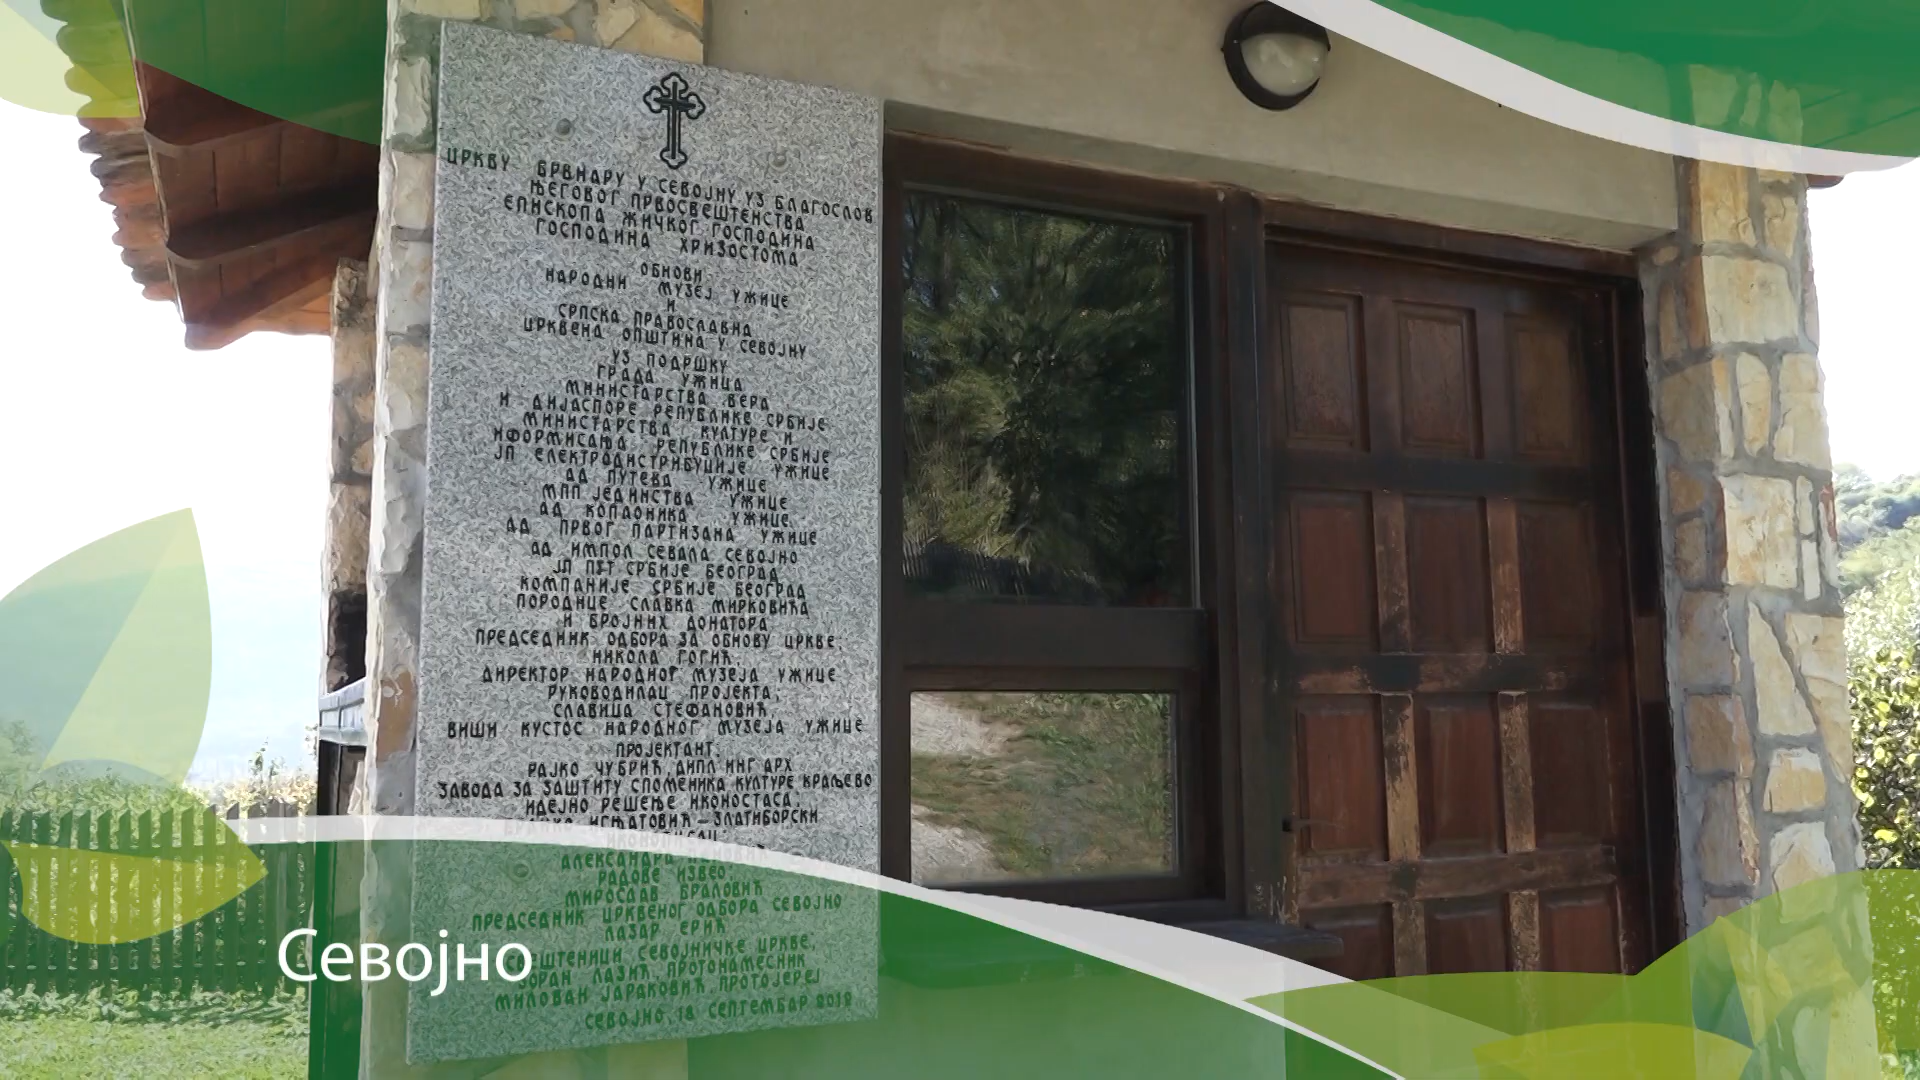 ЦРКВУ БРВНАРУ У СЕВОЈНУ УЗ БЛАГОСЛОВ
ЊЕГОВОГ ПРВОСВЕШТЕНСТВА
ЕПИСКОПА ЖИЧКОГ ГОСПОДИНА
ГОСПОДИНА ХРИЗОСТОМА
ОБНОВИ
НАРОДНИ МУЗЕЈ УЖИЦЕ
И
СРПСКА ПРАВОСЛАВНА
ЦРКВЕНА ОПШТИНА У СЕВОЈНУ
УЗ ПОДРШКУ
ГРАДА УЖИЦА
МИНИСТАРСТВА ВЕРА
И ДИЈАСПОРЕ РЕПУБЛИКЕ СРБИЈЕ
МИНИСТАРСТВА КУЛТУРЕ И
ИФОРМИСАЊА РЕПУБЛИКЕ СРБИЈЕ
ЈП ЕЛЕКТРОДИСТРИБУЦИЈЕ УЖИЦЕ
АД ПУТЕВА УЖИЦЕ
МПП ЈЕДИНСТВА УЖИЦЕ
АД КОПАОНИКА УЖИЦЕ
АД ПРВОГ ПАРТИЗАНА УЖИЦЕ
АД ИМПОЛ СЕВАЛА СЕВОЈНО
ЈП ПТТ СРБИЈЕ БЕОГРАД
КОМПАНИЈЕ СРБИЈЕ БЕОГРАД
ПОРОДИЦЕ СЛАВКА МИРКОВИЋА
И БРОЈНИХ ДОНАТОРА
ПРЕДСЕДНИК ОДБОРА ЗА ОБНОВУ ЦРКВЕ:
НИКОЛА ГОГИЋ,
ДИРЕКТОР НАРОДНОГ МУЗЕЈА УЖИЦЕ
РУКОВОДИЛАЦ ПРОЈЕКТА:
СЛАВИЦА СТЕФАНОВИЋ
ВИШИ КУСТОС НАРОДНОГ МУЗЕЈА УЖИЦЕ
ПРОЈЕКТАНТ:
РАЈКО ЧУБРИЋ, ДИПЛ ИНГ АРХ
ЗАВОДА ЗА ЗАШТИТУ СПОМЕНИКА КУЛТУРЕ КРАЉЕВО
ИДЕЈНО РЕШЕЊЕ ИКОНОСТАСА:
ИГЊАТОВИЋ - ЗЛАТИБОРСКИ
АЛЕКСАНДРА
РАДОВЕ ИЗВЕО:
МИРОСЛАВ БРАЛОВИЋ
ПРЕДСЕДНИК ЦРКВЕНОГ ОДБОРА СЕВОЈНО
ЛАЗАР ЕРИЋ
СЕВОЈНИЧКЕ ЦРКВЕ,
ЗОРАН ЛАЗИЋ, ПРОТОНАМЕСНИК
МИЛОВАН ЈАРАКОВИЋ, ПРОТОЈЕРЕЈ
СЕВОЈНО, 18 СЕПТЕМБАР 2012
Севојно